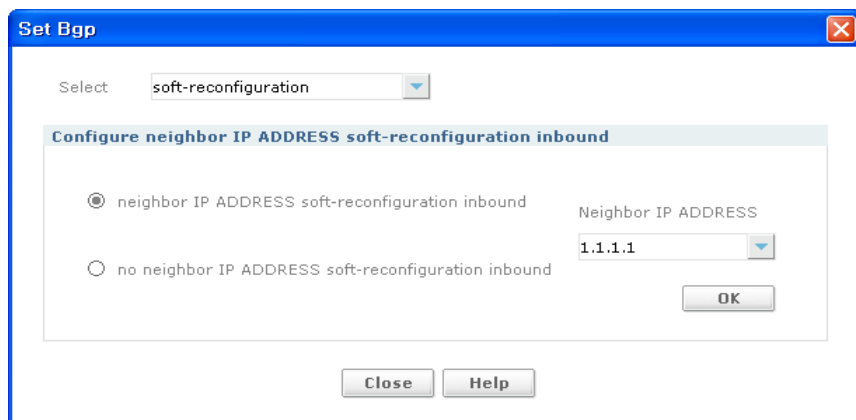 Set Bgp
Select soft-reconfiguration
Configure neighbor IP ADDRESS soft-reconfiguration inbound
neighbor IP ADDRESS soft-reconfiguration inbound
Neighbor IP ADDRESS
1.1.1.1
no neighbor IP ADDRESS soft-reconfiguration inbound
OK
Close Help